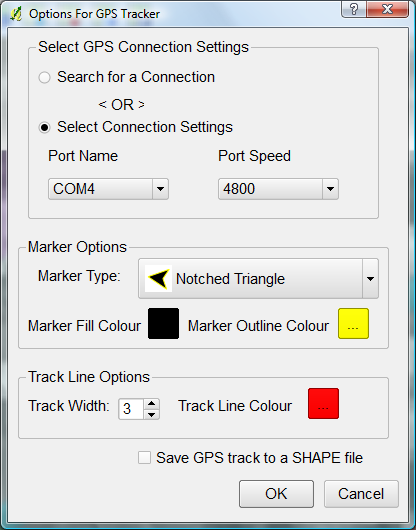 Options For GPS Tracker
?
Select GPS Connection Settings
Search for a Connection
< OR >
Select Connection Settings
Port Name Port Speed
COM4 4800
Marker Options
Marker Type: Notched Triangle
Marker Fill Colour Marker Outline Colour ...
Track Line Options
Track Width: 3 Track Line Colour ...
Save GPS track to a SHAPE file
OK Cancel